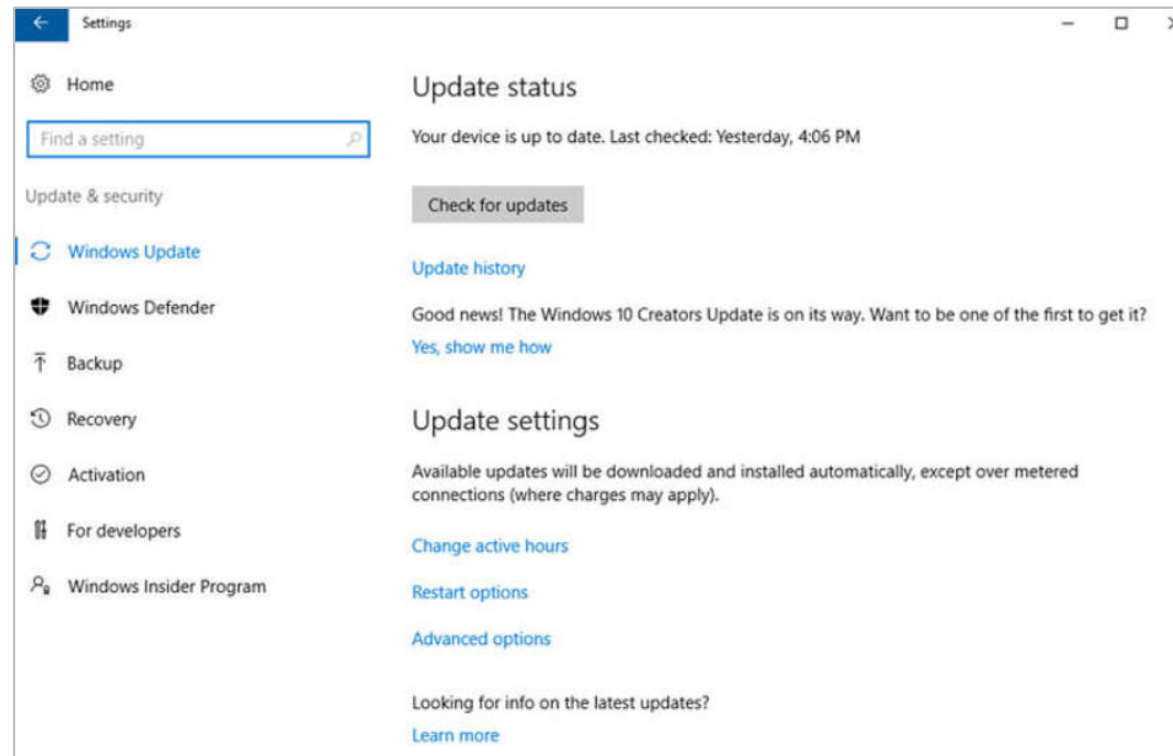 Settings
Home
Find a setting
Update & security
Windows Update
Windows Defender
Backup
Recovery
Activation
For developers
Windows Insider Program
Update status
Your device is up to date. Last checked: Yesterday, 4:06 PM
Check for updates
Update history
Good news! The Windows 10 Creators Update is on its way. Want to be one of the first to get it?
Yes, show me how
Update settings
Available updates will be downloaded and installed automatically, except over metered
connections (where charges may apply).
Change active hours
Restart options
Advanced options
Looking for info on the latest updates?
Learn more